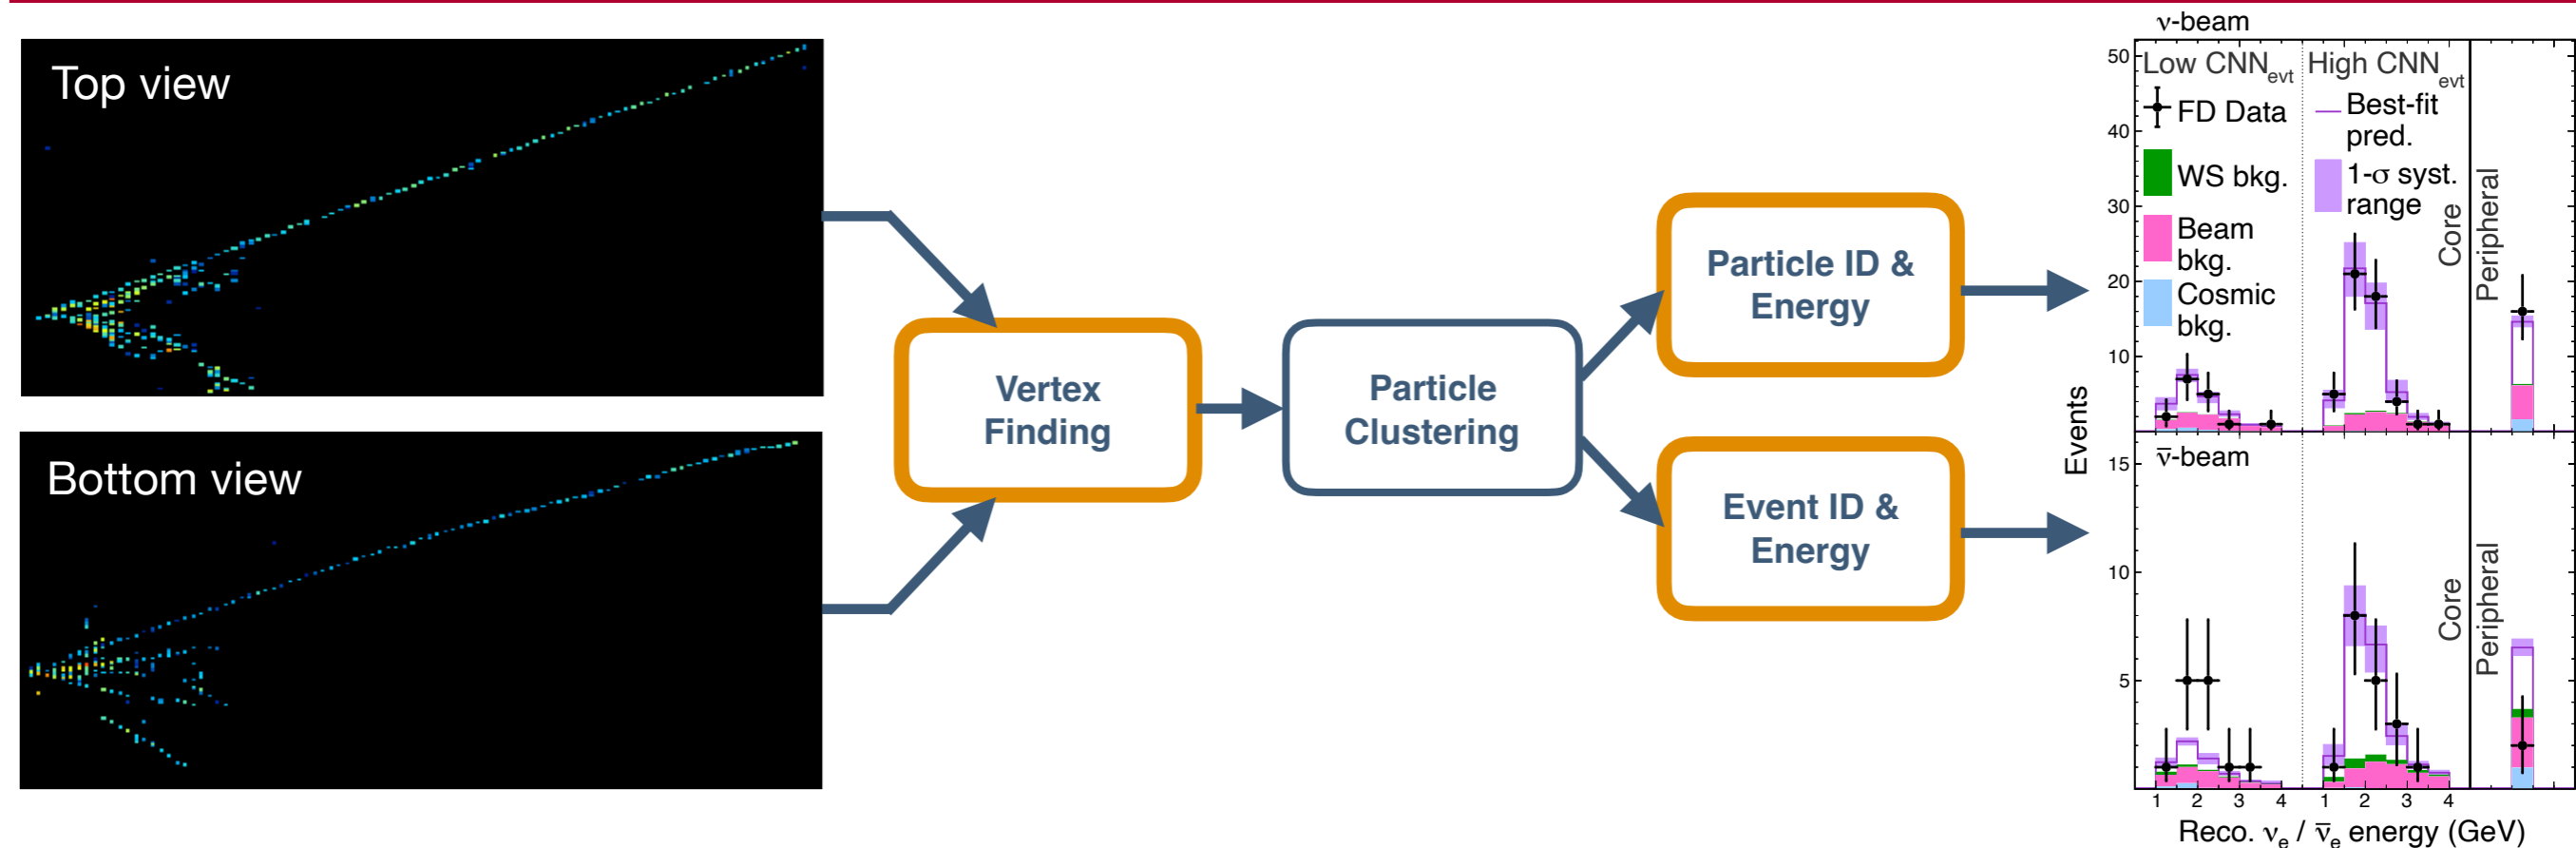 Top view
Bottom view
Vertex
Finding
Particle
Clustering
Particle ID &
Energy
Event ID &
Energy
ν-beam
50
40
30
20
10
Low CNNevt
High CNNevt
FD Data
WS bkg.
Beam
bkg.
Cosmic
bkg.
Best-fit
pred.
1-σ syst.
range
Core
Peripheral
Events
ν̅-beam
15
10
5
Core
Peripheral
1 2 3 4 1 2 3 4
Reco. νe / ν̅e energy (GeV)